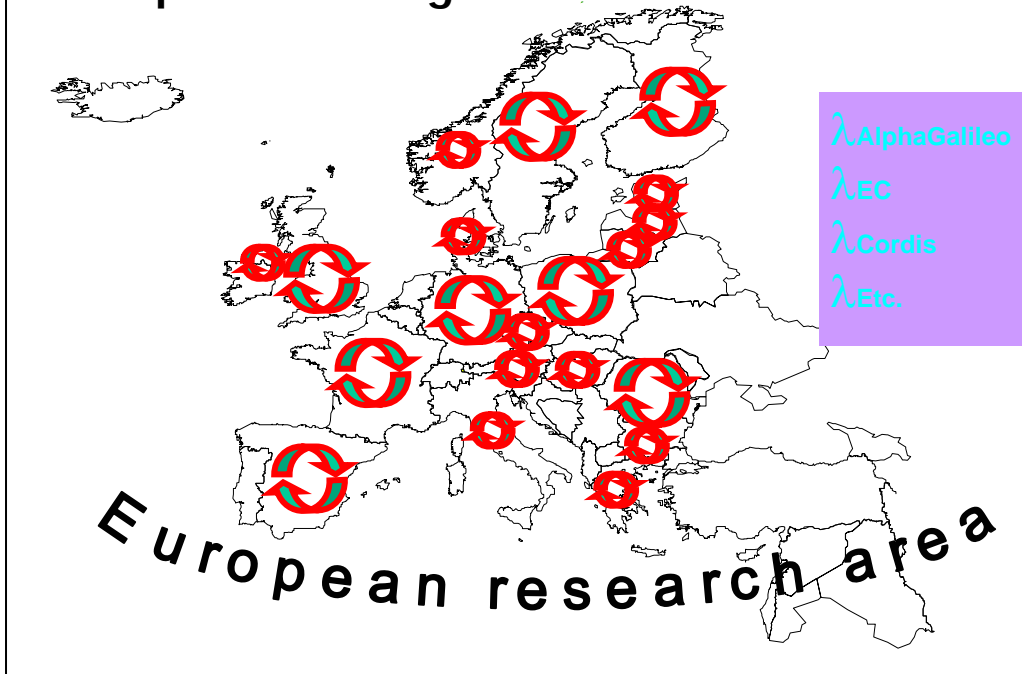 λAlphaGalileo
λEC
λCordis
λEtc.
European research area